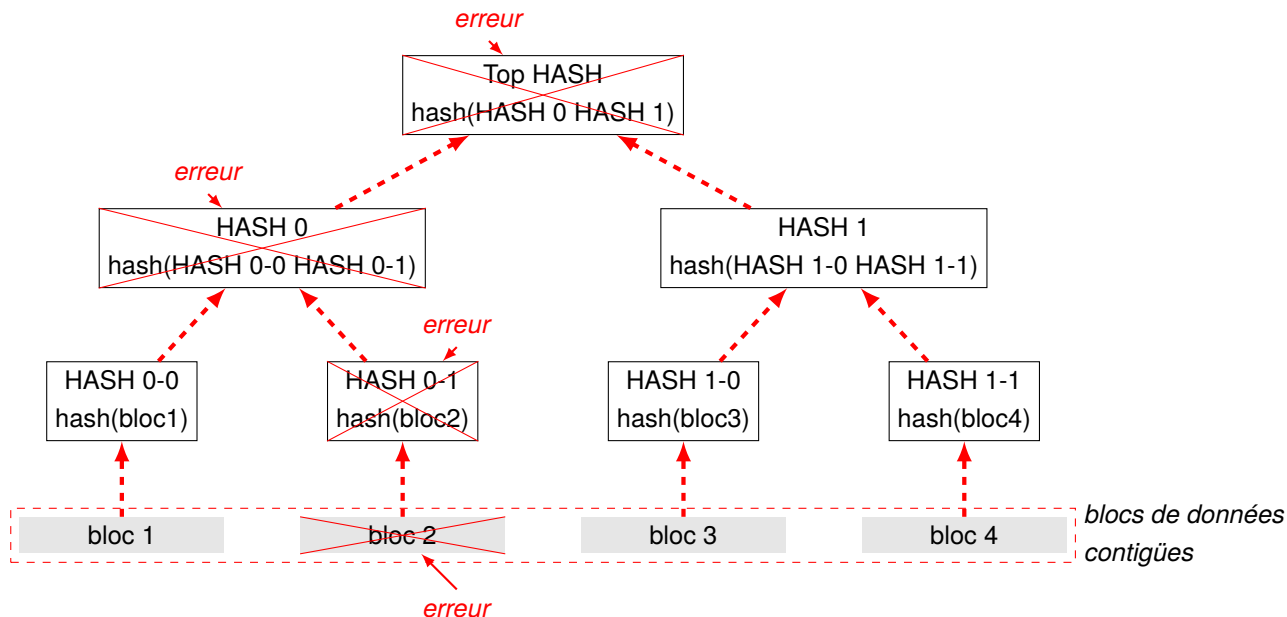 erreur
Top HASH
hash(HASH 0 HASH 1)
erreur
HASH 0
hash(HASH 0-0 HASH 0-1)
HASH 1
hash(HASH 1-0 HASH 1-1)
erreur
HASH 0-0
hash(bloc1)
HASH 0-1
hash(bloc2)
HASH 1-0
hash(bloc3)
HASH 1-1
hash(bloc4)
bloc 1
bloc 2
bloc 3
bloc 4
blocs de données
contigües
erreur